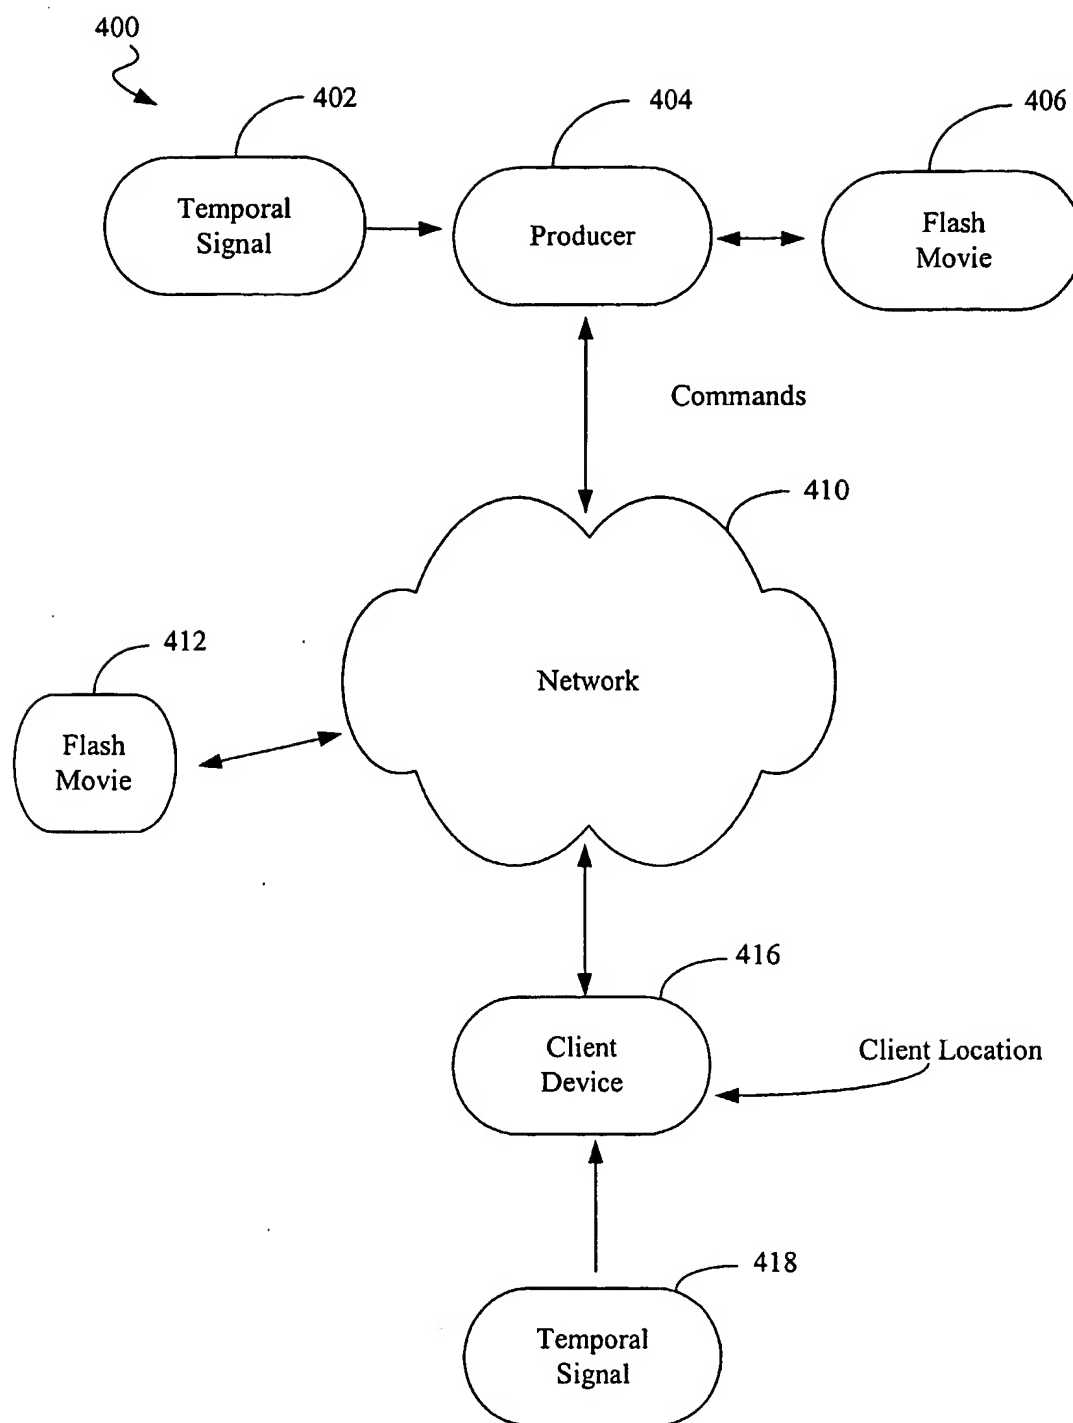 400
402
404
406
Temporal
Signal
Producer
Flash
Movie
Commands
410
412
Network
Flash
Movie
416
Client
Device
Client Location
418
Temporal
Signal